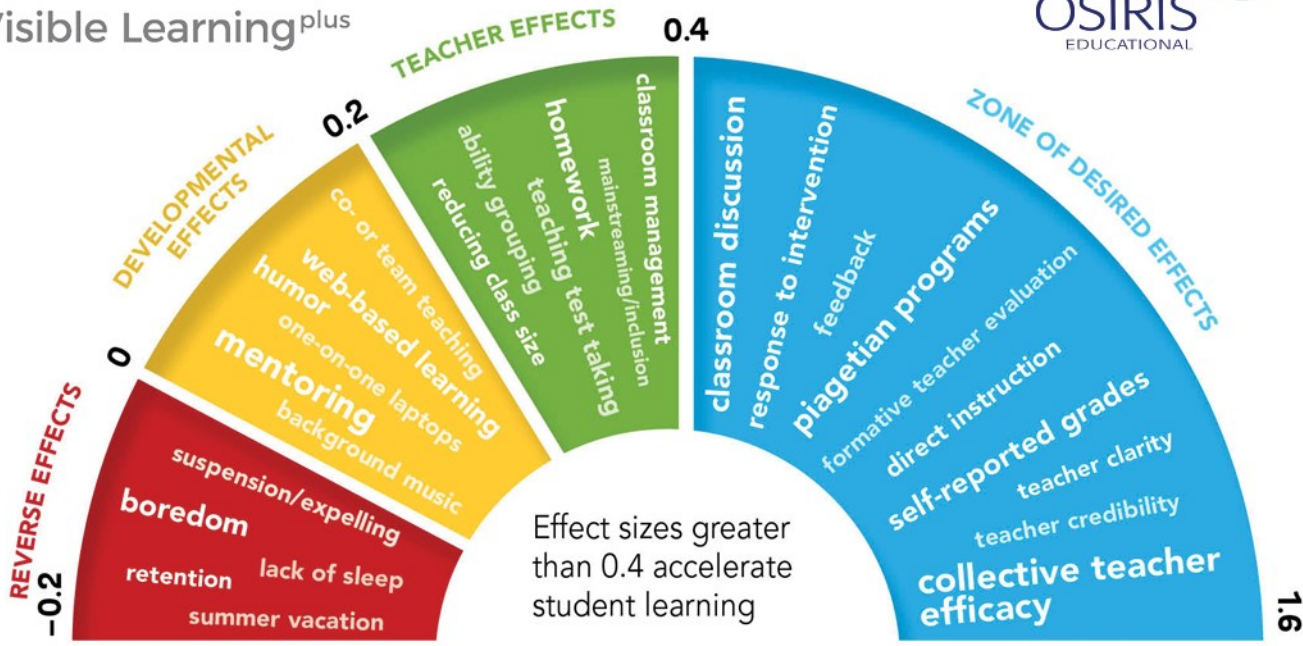 isible Learningplus
OSIRIS
EDUCATIONAL
REVERSE EFFECTS
DEVELOPMENTAL
EFFECTS
TEACHER EFFECTS
ZONE OF DESIRED EFFECTS
-0.2
0
0.2
0.4
1.6
suspension/expelling
boredom
retention
lack of sleep
summer vacation
co- or team teaching
web-based learning
humor
one-on-one laptops
mentoring
background music
reducing class size
ability grouping
teaching test taking
homework
mainstreaming/inclusion
classroom management
classroom discussion
response to intervention
feedback
piagetian programs
formative teacher evaluation
direct instruction
self-reported grades
teacher clarity
teacher credibility
collective teacher
efficacy
Effect sizes greater
than 0.4 accelerate
student learning